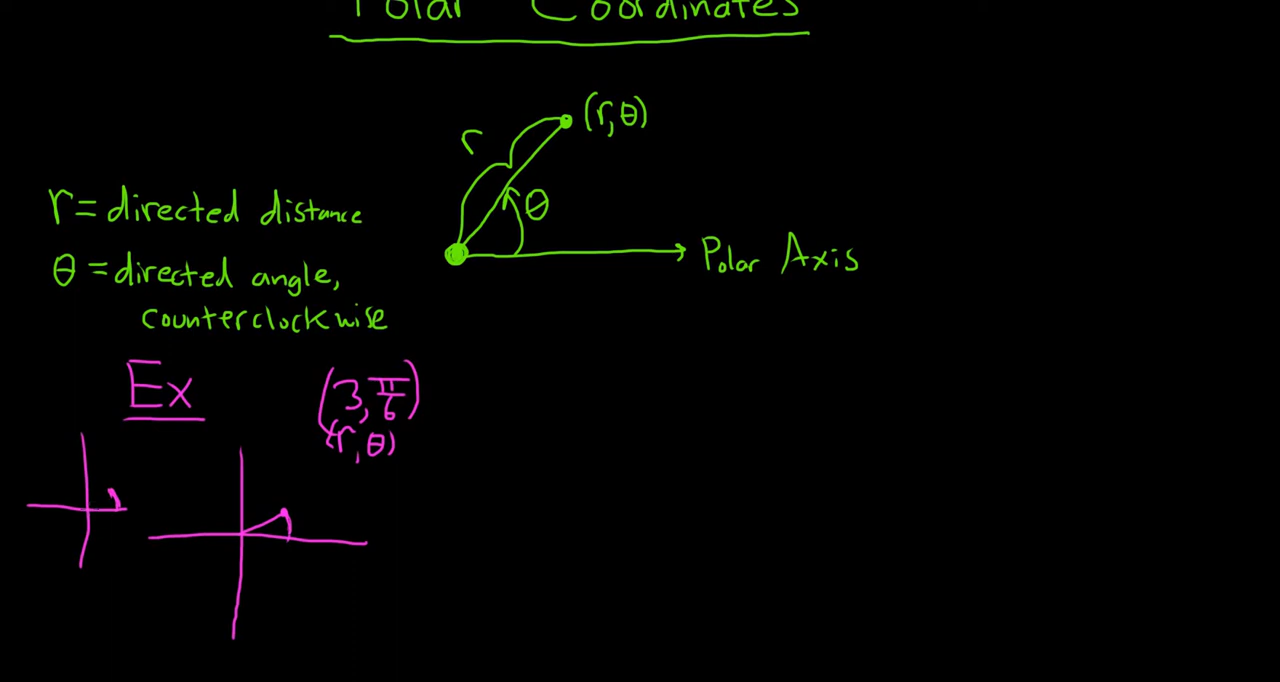 Polar Coordinates
(r, θ)
r
θ
r = directed distance
Polar Axis
θ = directed angle,
counterclockwise
Ex
(3, π/6)
(r, θ)